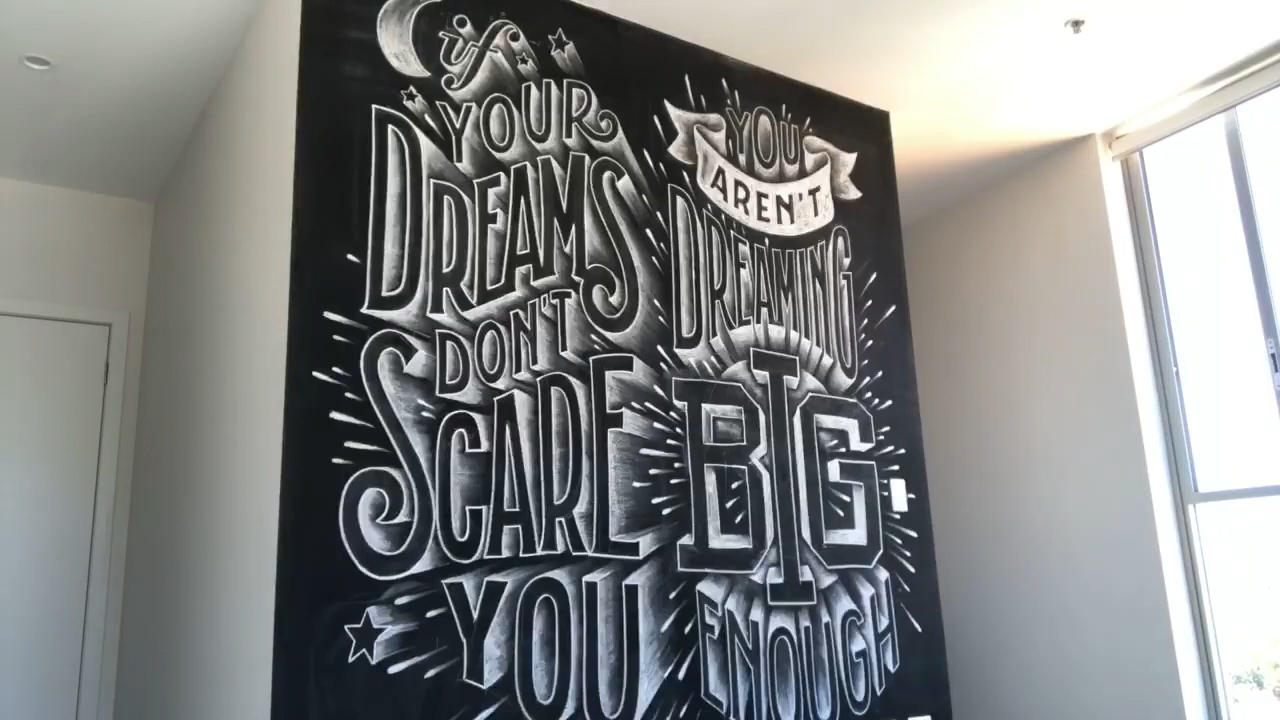 if
YOUR
DREAMS
DON'T
SCARE
YOU
YOU
AREN'T
DREAMING
BIG
ENOUGH